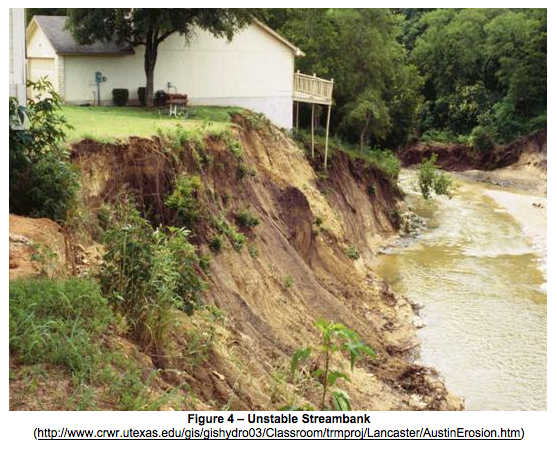 Figure 4 – Unstable Streambank
(http://www.crwr.utexas.edu/gis/gishydro03/Classroom/trmproj/Lancaster/AustinErosion.htm)